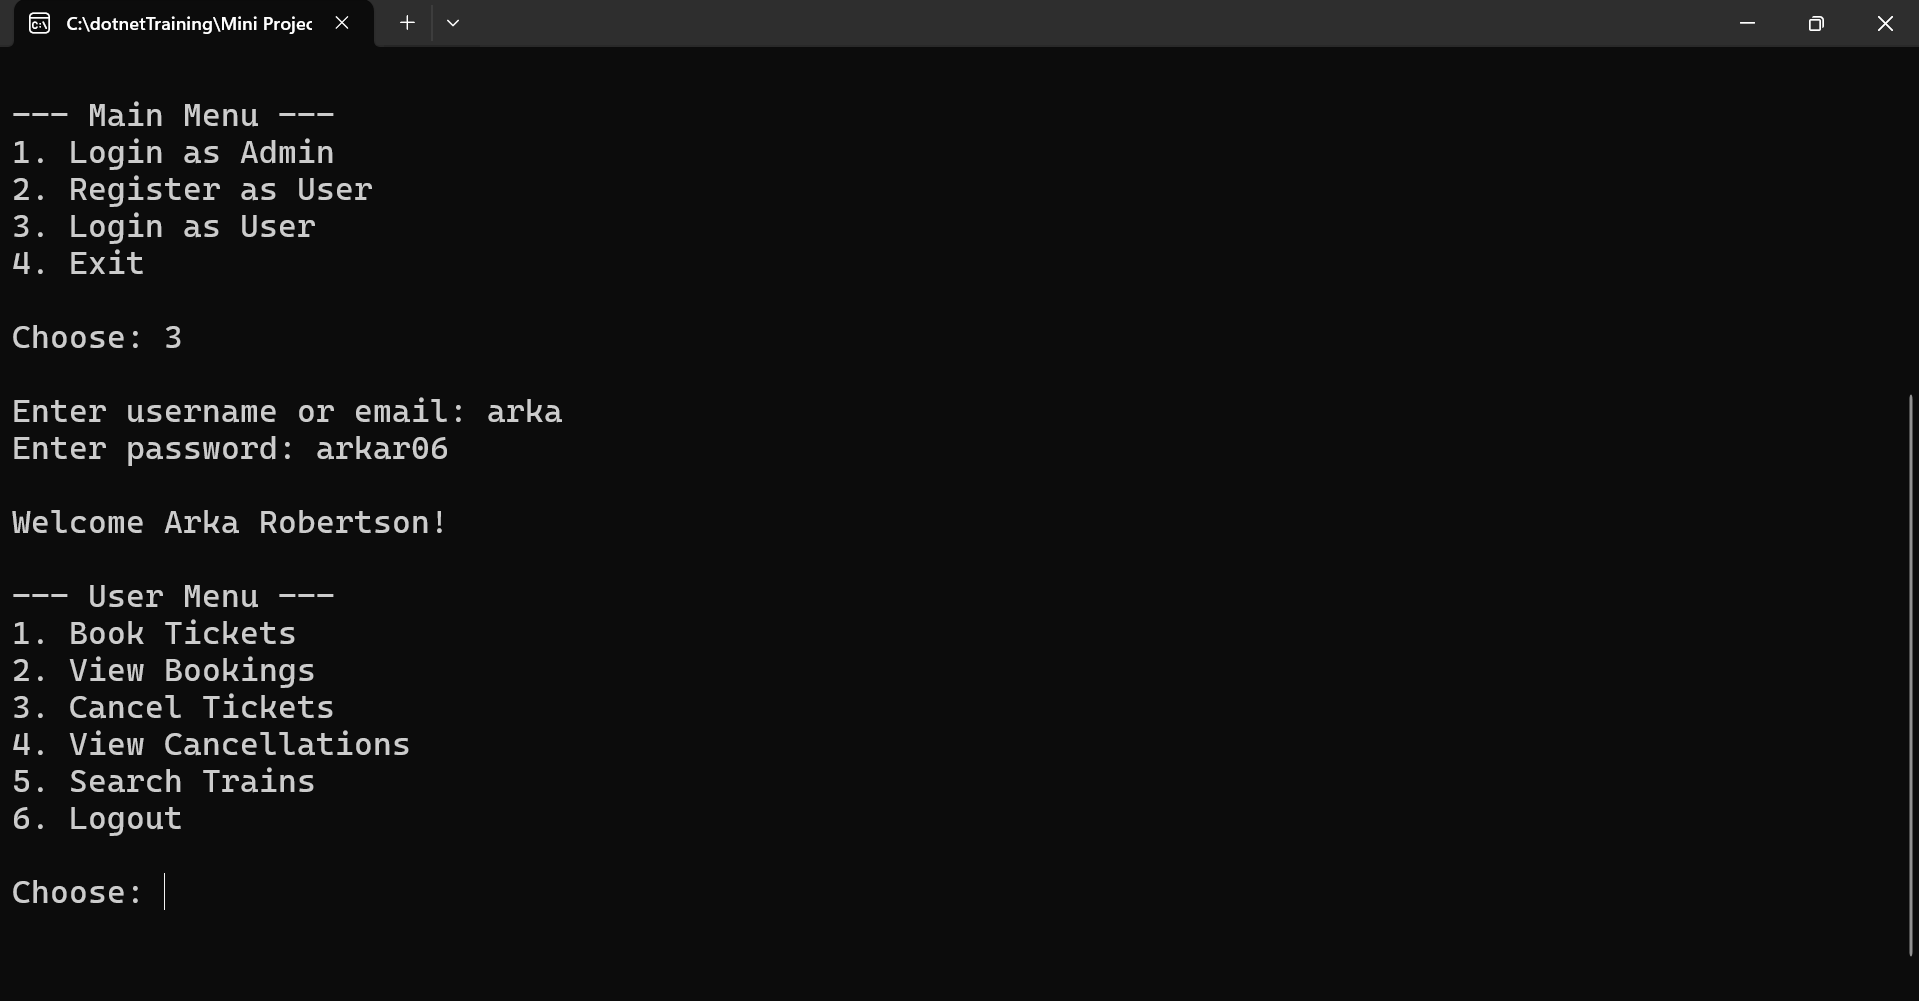 C:\dotnetTraining\Mini Projec
--- Main Menu ---
1. Login as Admin
2. Register as User
3. Login as User
4. Exit
Choose: 3
Enter username or email: arka
Enter password: arkar06
Welcome Arka Robertson!
--- User Menu ---
1. Book Tickets
2. View Bookings
3. Cancel Tickets
4. View Cancellations
5. Search Trains
6. Logout
Choose: